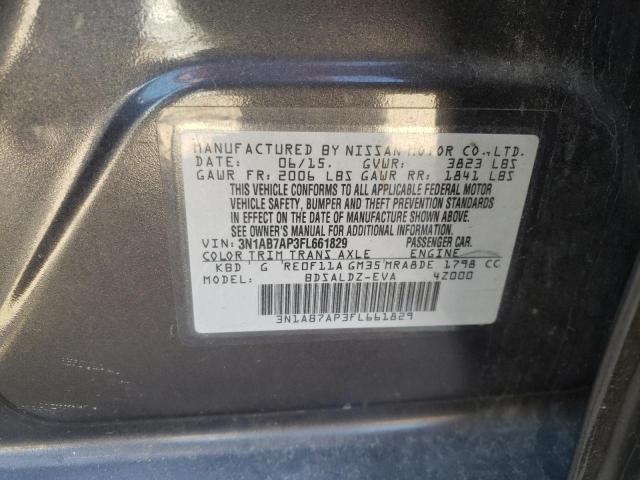 MANUFACTURED BY NISSAN MOTOR CO.,LTD.
DATE: 06/15. GVWR: 3823 LBS
GAWR FR: 2006 LBS GAWR RR: 1841 LBS
THIS VEHICLE CONFORMS TO ALL APPLICABLE FEDERAL MOTOR
VEHICLE SAFETY, BUMPER AND THEFT PREVENTION STANDARDS
IN EFFECT ON THE DATE OF MANUFACTURE SHOWN ABOVE.
SEE OWNER'S MANUAL FOR ADDITIONAL INFORMATION.
VIN: 3N1AB7AP3FL661829 PASSENGER CAR.
COLOR TRIM TRANS AXLE ENGINE
KBD G RE0F11A GM35 MRA8DE 1798 CC
MODEL: BDSALDZ-EVA 4Z000
3N1AB7AP3FL661829